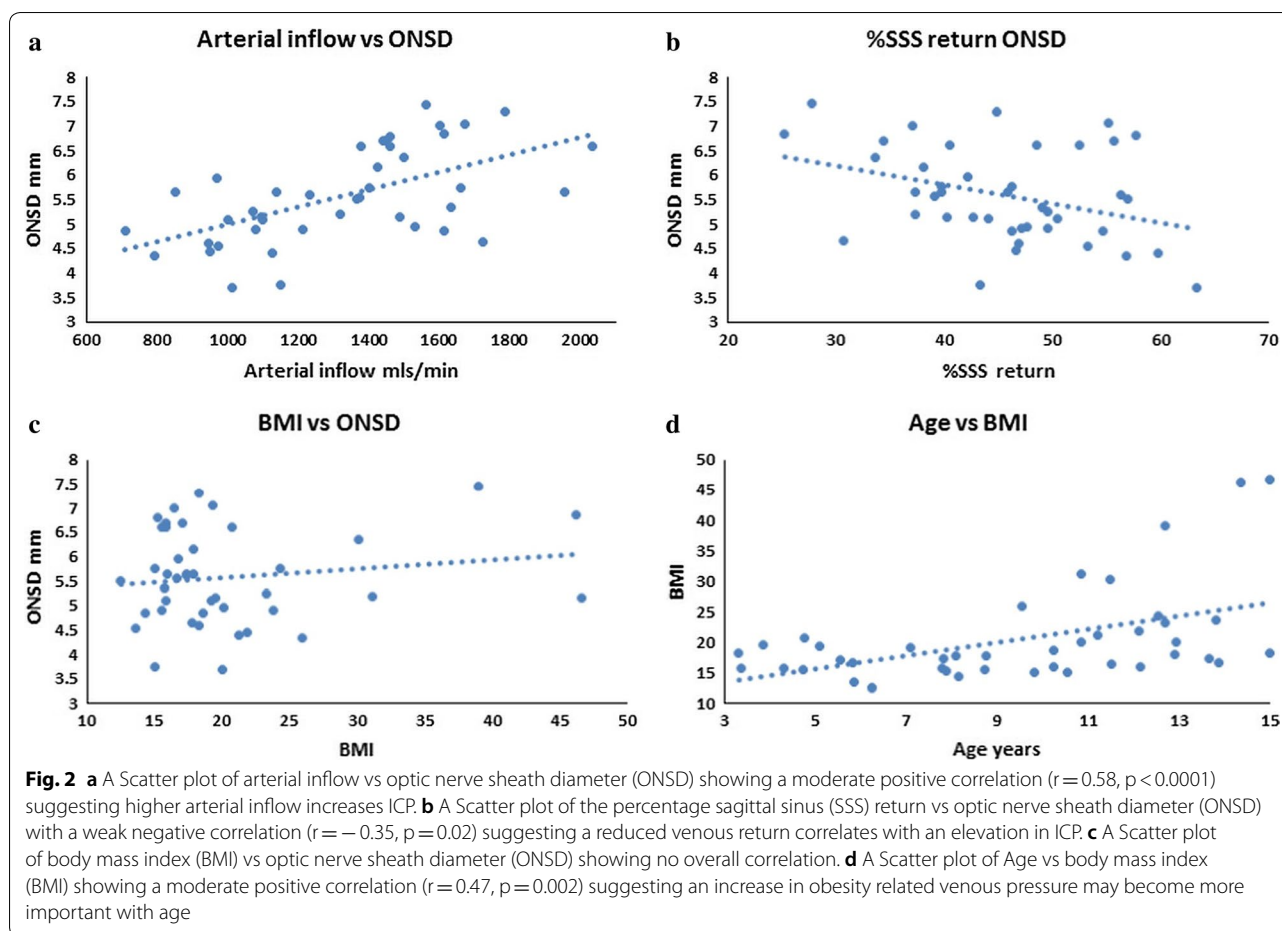 a
Arterial inflow vs ONSD
8
7.5
7
6.5
6
5.5
5
4.5
4
3.5
3
ONSD mm
600 800 1000 1200 1400 1600 1800 2000
Arterial inflow mls/min
b
%SSS return ONSD
8
7.5
7
6.5
6
5.5
5
4.5
4
3.5
3
ONSD mm
20 30 40 50 60 70
%SSS return
c
BMI vs ONSD
8
7.5
7
6.5
6
5.5
5
4.5
4
3.5
3
ONSD mm
10 15 20 25 30 35 40 45 50
BMI
d
Age vs BMI
50
45
40
35
30
25
20
15
10
BMI
3 5 7 9 11 13 15
Age years
Fig. 2 a A Scatter plot of arterial inflow vs optic nerve sheath diameter (ONSD) showing a moderate positive correlation (r = 0.58, p < 0.0001)
suggesting higher arterial inflow increases ICP. b A Scatter plot of the percentage sagittal sinus (SSS) return vs optic nerve sheath diameter (ONSD)
with a weak negative correlation (r = − 0.35, p = 0.02) suggesting a reduced venous return correlates with an elevation in ICP. c A Scatter plot
of body mass index (BMI) vs optic nerve sheath diameter (ONSD) showing no overall correlation. d A Scatter plot of Age vs body mass index
(BMI) showing a moderate positive correlation (r = 0.47, p = 0.002) suggesting an increase in obesity related venous pressure may become more
important with age